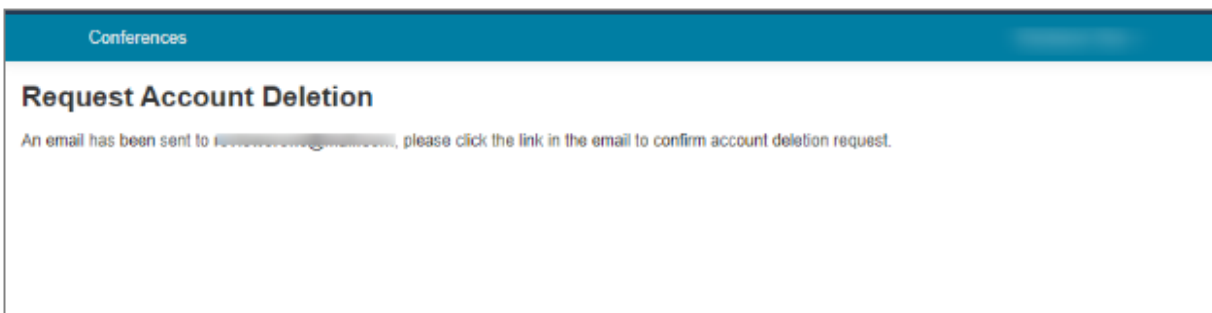 Conferences
Request Account Deletion
An email has been sent to , please click the link in the email to confirm account deletion request.